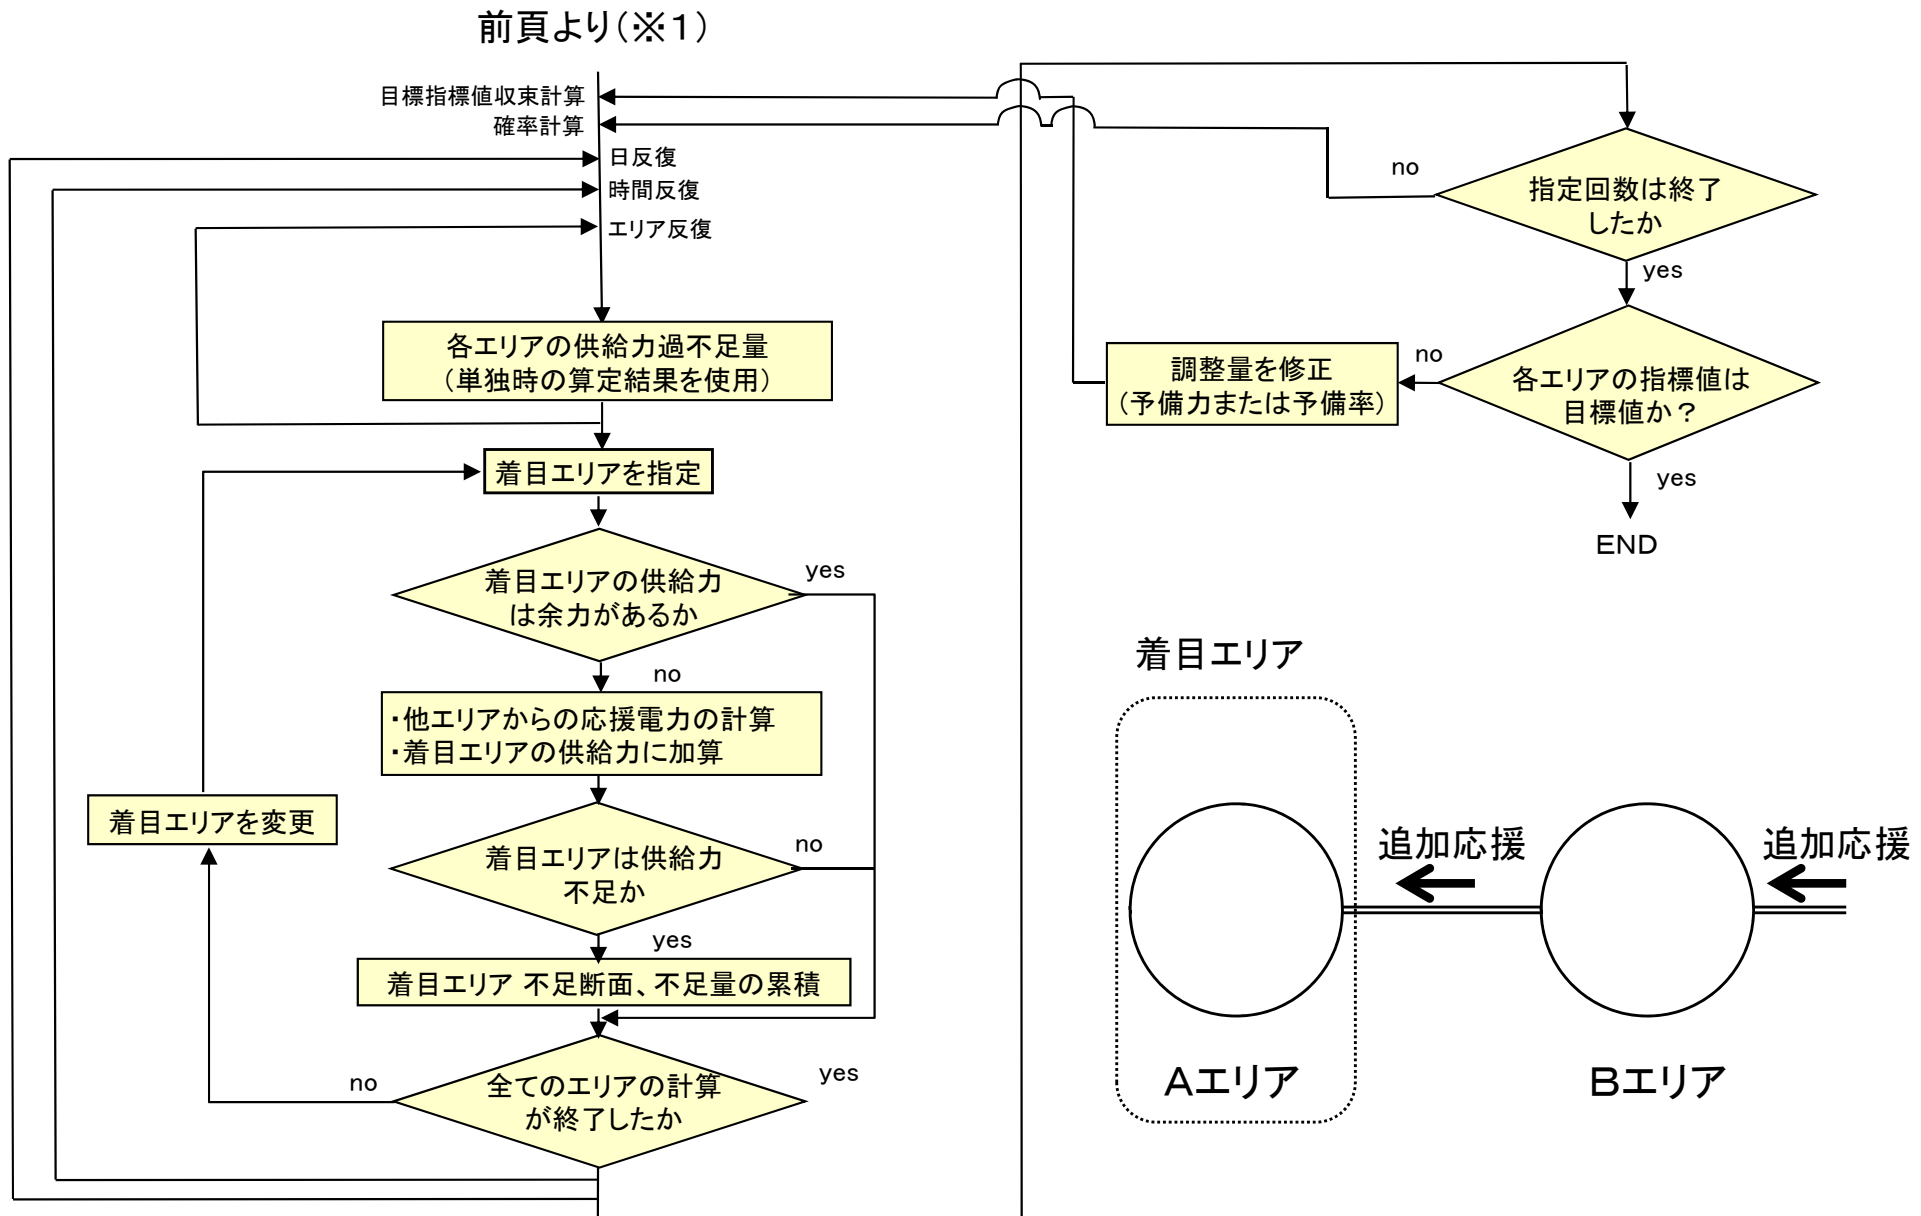 前頁より(※1)
目標指標値収束計算
確率計算
日反復
時間反復
エリア反復
各エリアの供給力過不足量
(単独時の算定結果を使用)
着目エリアを指定
着目エリアの供給力
は余力があるか
yes
no
・他エリアからの応援電力の計算
・着目エリアの供給力に加算
着目エリアを変更
着目エリアは供給力
不足か
no
yes
着目エリア 不足断面、不足量の累積
全てのエリアの計算
が終了したか
no
yes
指定回数は終了
したか
no
yes
各エリアの指標値は
目標値か?
no
yes
調整量を修正
(予備力または予備率)
END
着目エリア
追加応援
追加応援
Aエリア
Bエリア